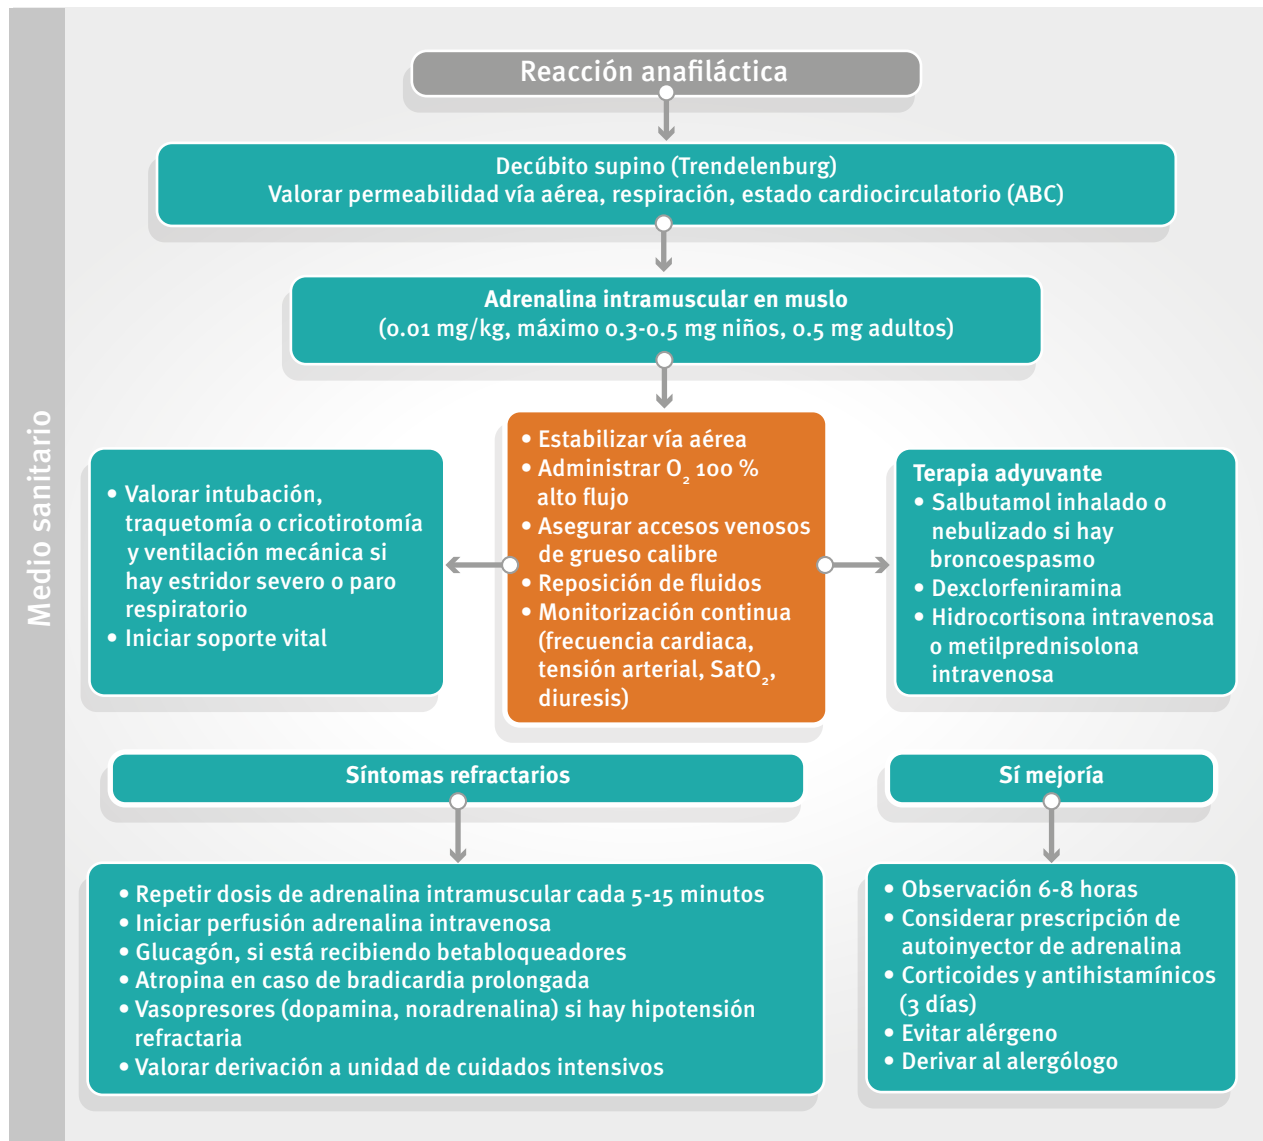 Medio sanitario
Reacción anafiláctica
Decúbito supino (Trendelenburg)
Valorar permeabilidad vía aérea, respiración, estado cardiocirculatorio (ABC)
Adrenalina intramuscular en muslo
(0.01 mg/kg, máximo 0.3-0.5 mg niños, 0.5 mg adultos)
• Valorar intubación,
traquetomía o cricotirotomía
y ventilación mecánica si
hay estridor severo o paro
respiratorio
• Iniciar soporte vital
• Estabilizar vía aérea
• Administrar O₂ 100 %
alto flujo
• Asegurar accesos venosos
de grueso calibre
• Reposición de fluidos
• Monitorización continua
(frecuencia cardiaca,
tensión arterial, SatO₂,
diuresis)
Terapia adyuvante
• Salbutamol inhalado o
nebulizado si hay
broncoespasmo
• Dexclorfeniramina
• Hidrocortisona intravenosa
o metilprednisolona
intravenosa
Síntomas refractarios
• Repetir dosis de adrenalina intramuscular cada 5-15 minutos
• Iniciar perfusión adrenalina intravenosa
• Glucagón, si está recibiendo betabloqueadores
• Atropina en caso de bradicardia prolongada
• Vasopresores (dopamina, noradrenalina) si hay hipotensión
refractaria
• Valorar derivación a unidad de cuidados intensivos
Sí mejoría
• Observación 6-8 horas
• Considerar prescripción de
autoinyector de adrenalina
• Corticoides y antihistamínicos
(3 días)
• Evitar alérgeno
• Derivar al alergólogo